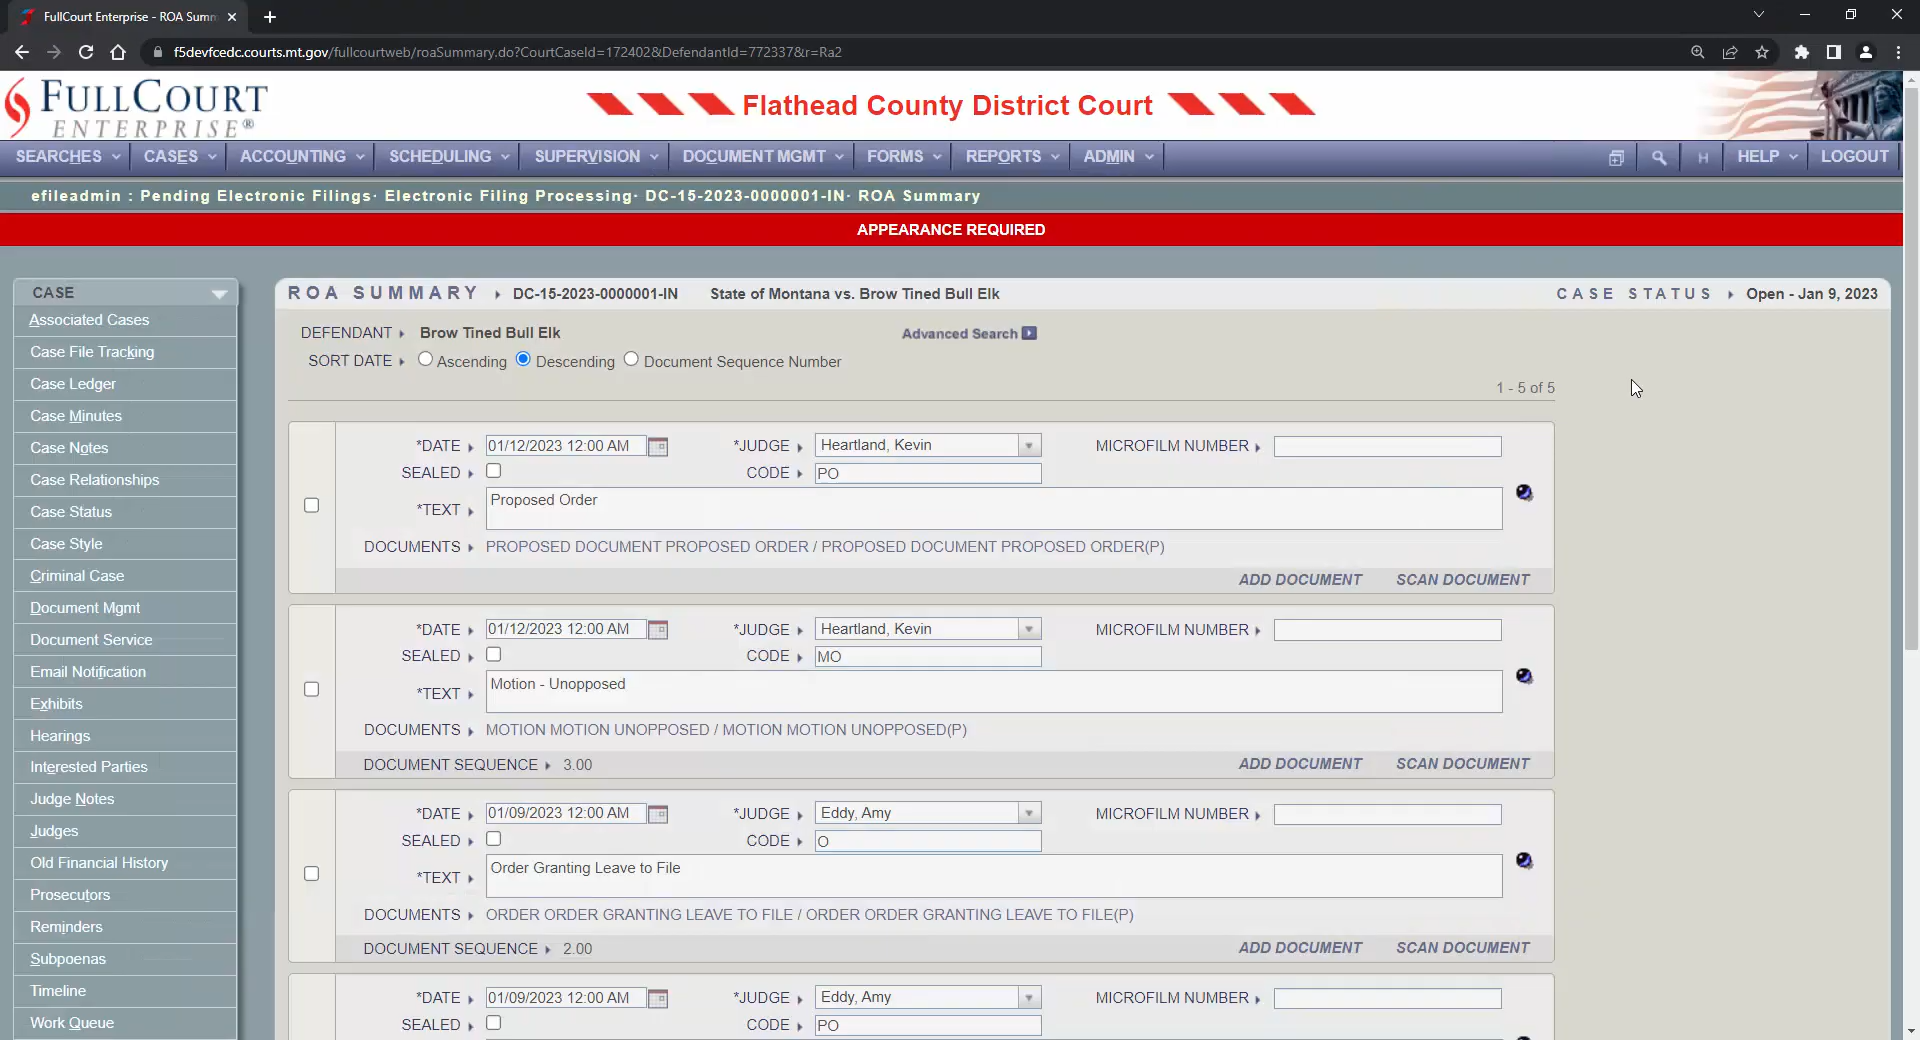 FullCourt Enterprise - ROA Summ
f5devfcedc.courts.mt.gov/fullcourtweb/roaSummary.do?CourtCaseId=172402&DefendantId=772337&r=Ra2
FULLCOURT
ENTERPRISE®
Flathead County District Court
SEARCHES CASES ACCOUNTING SCHEDULING SUPERVISION DOCUMENT MGMT FORMS REPORTS ADMIN H HELP LOGOUT
efileadmin : Pending Electronic Filings· Electronic Filing Processing· DC-15-2023-0000001-IN· ROA Summary
APPEARANCE REQUIRED
CASE
Associated Cases
Case File Tracking
Case Ledger
Case Minutes
Case Notes
Case Relationships
Case Status
Case Style
Criminal Case
Document Mgmt
Document Service
Email Notification
Exhibits
Hearings
Interested Parties
Judge Notes
Judges
Old Financial History
Prosecutors
Reminders
Subpoenas
Timeline
Work Queue
ROA SUMMARY DC-15-2023-0000001-IN State of Montana vs. Brow Tined Bull Elk CASE STATUS Open - Jan 9, 2023
DEFENDANT Brow Tined Bull Elk Advanced Search
SORT DATE Ascending Descending Document Sequence Number
1 - 5 of 5
*DATE 01/12/2023 12:00 AM *JUDGE Heartland, Kevin MICROFILM NUMBER
SEALED CODE PO
*TEXT Proposed Order
DOCUMENTS PROPOSED DOCUMENT PROPOSED ORDER / PROPOSED DOCUMENT PROPOSED ORDER(P)
ADD DOCUMENT SCAN DOCUMENT
*DATE 01/12/2023 12:00 AM *JUDGE Heartland, Kevin MICROFILM NUMBER
SEALED CODE MO
*TEXT Motion - Unopposed
DOCUMENTS MOTION MOTION UNOPPOSED / MOTION MOTION UNOPPOSED(P)
DOCUMENT SEQUENCE 3.00 ADD DOCUMENT SCAN DOCUMENT
*DATE 01/09/2023 12:00 AM *JUDGE Eddy, Amy MICROFILM NUMBER
SEALED CODE O
*TEXT Order Granting Leave to File
DOCUMENTS ORDER ORDER GRANTING LEAVE TO FILE / ORDER ORDER GRANTING LEAVE TO FILE(P)
DOCUMENT SEQUENCE 2.00 ADD DOCUMENT SCAN DOCUMENT
*DATE 01/09/2023 12:00 AM *JUDGE Eddy, Amy MICROFILM NUMBER
SEALED CODE PO